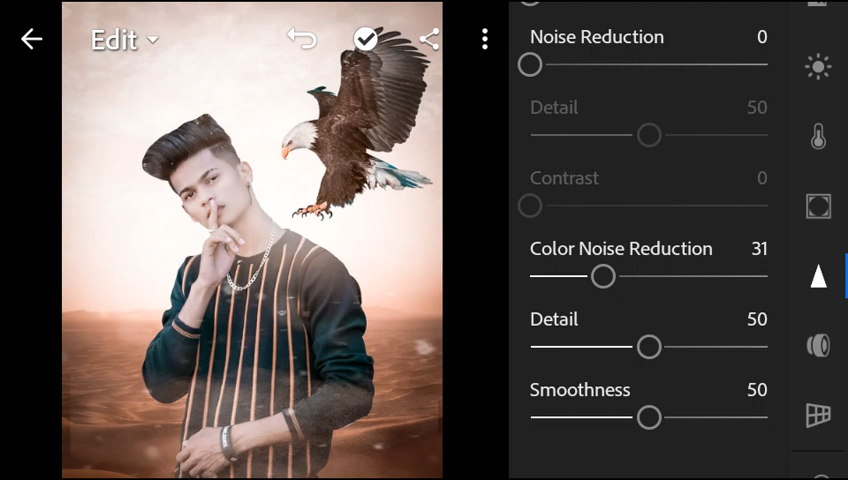 Edit
Noise Reduction 0
Detail 50
Contrast 0
Color Noise Reduction 31
Detail 50
Smoothness 50